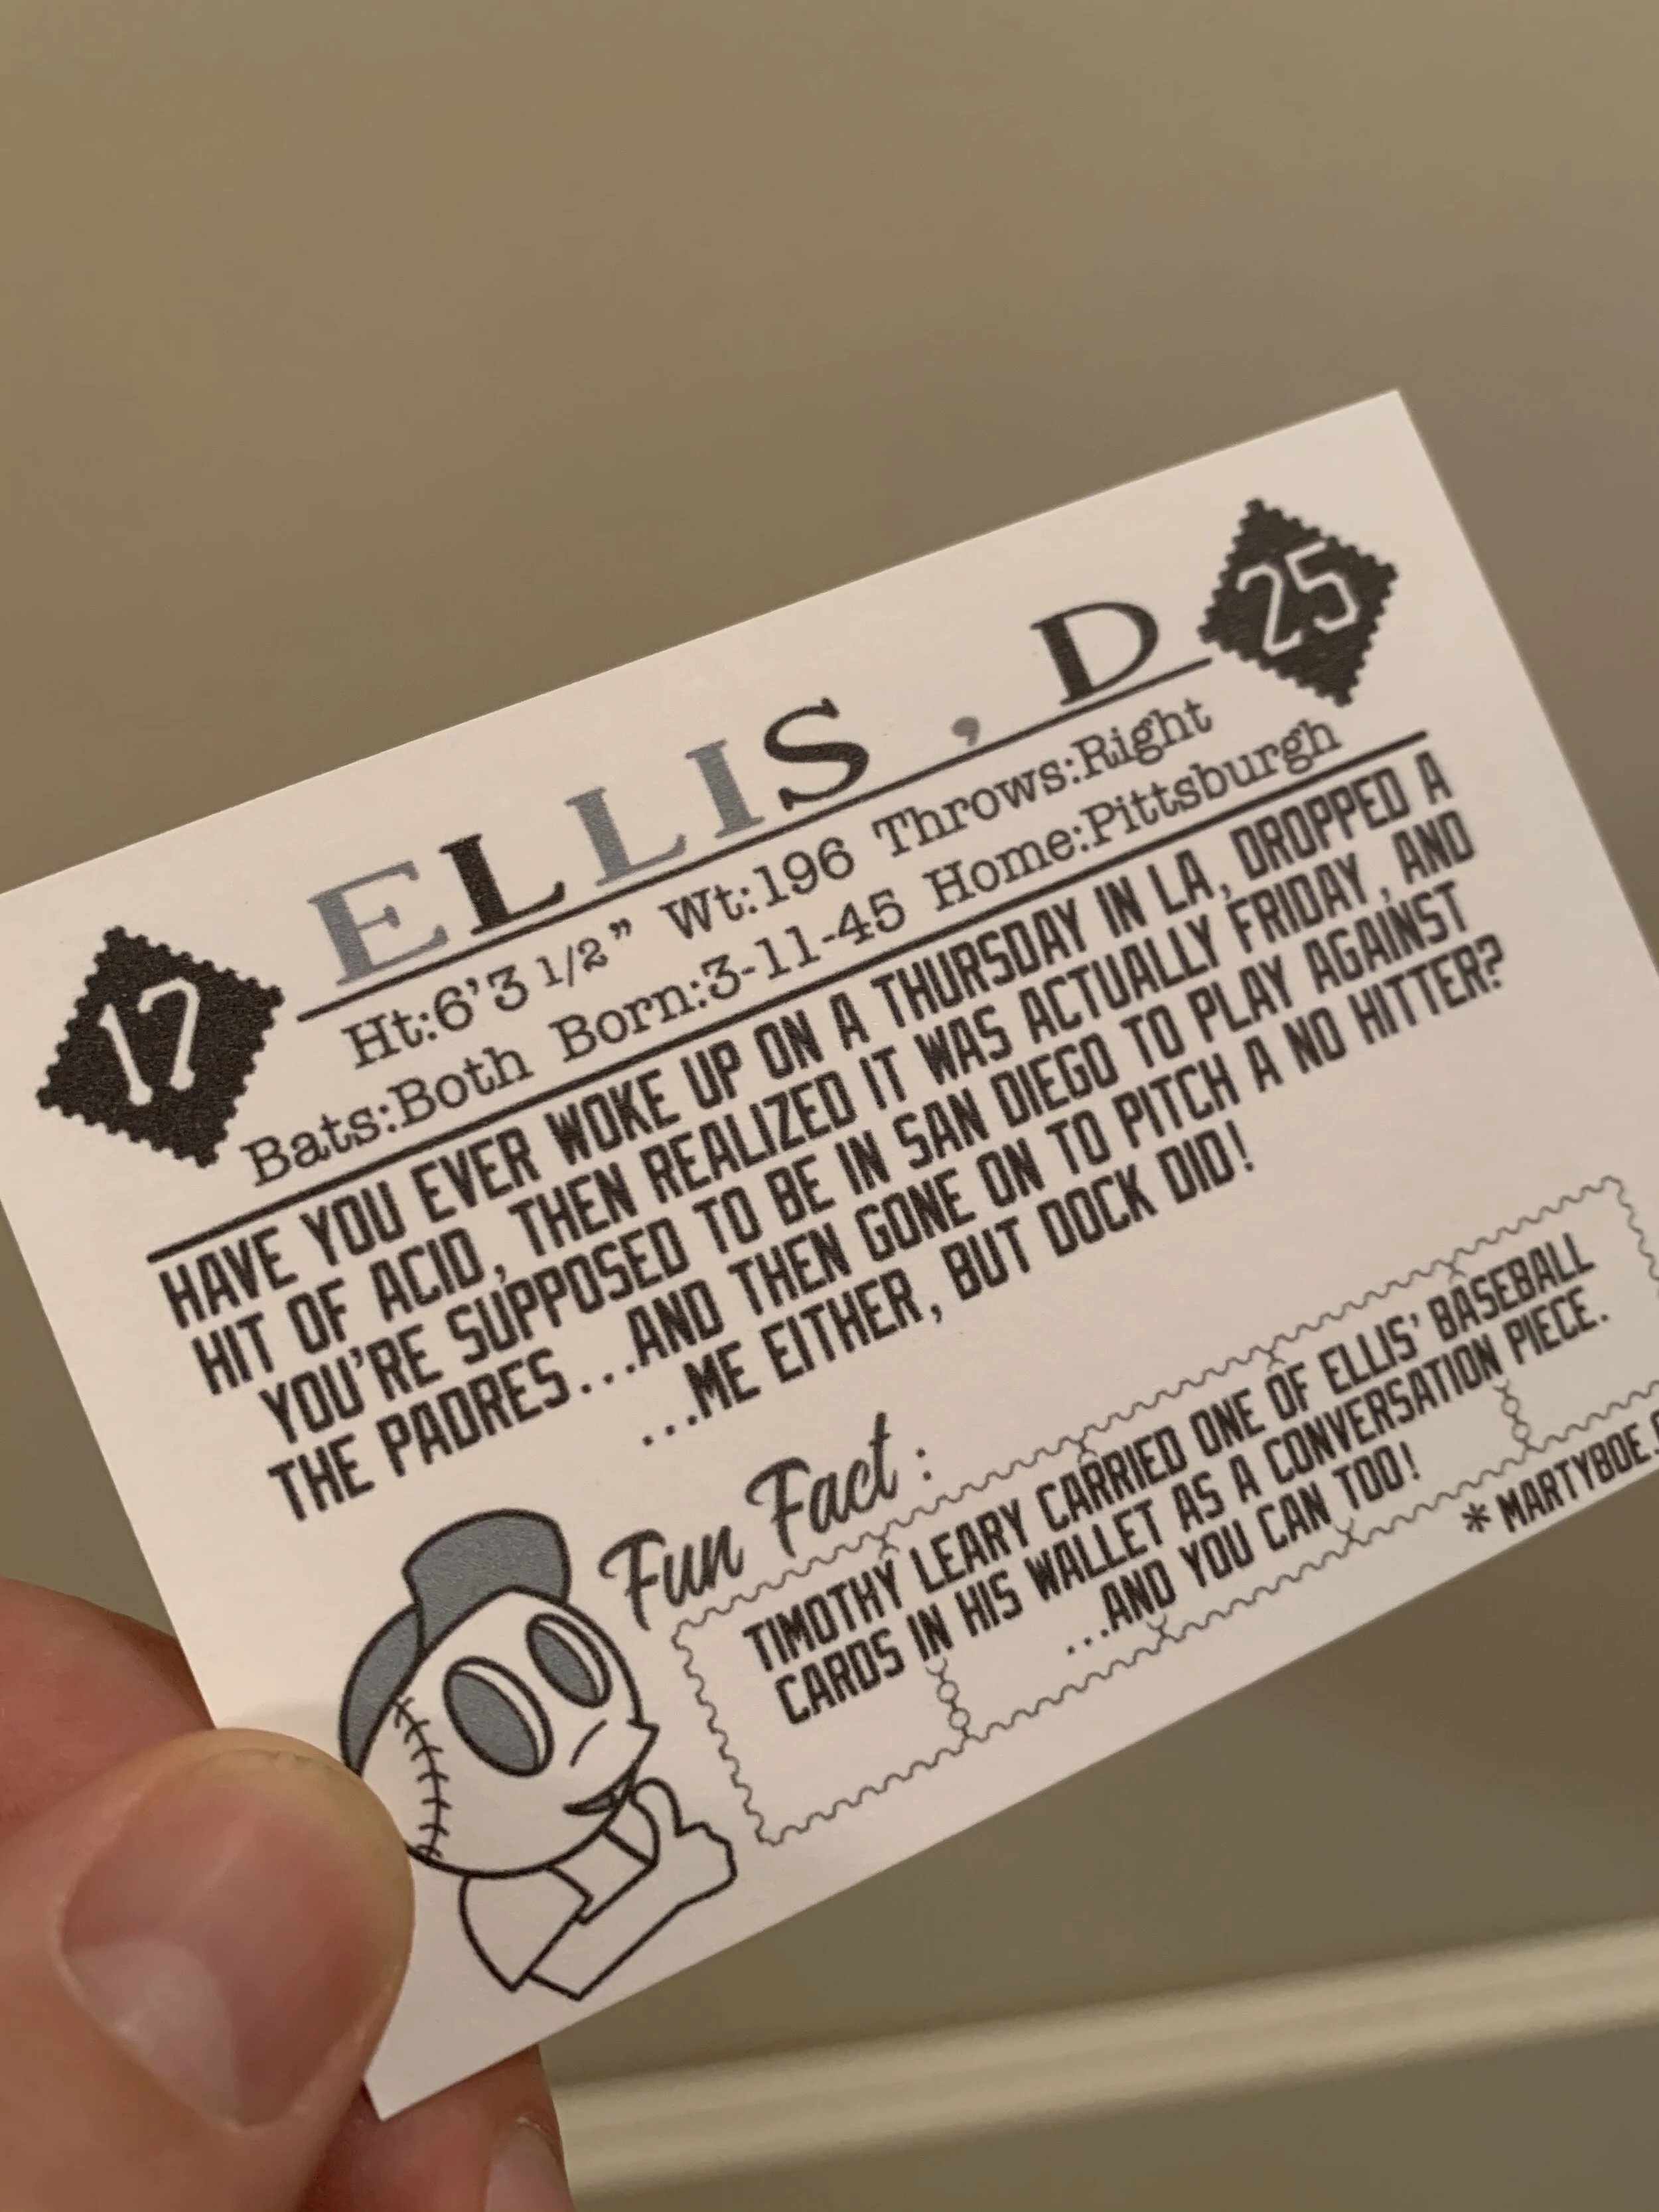 ELLIS, D
25
17
Ht:6'3 1/2" Wt:196 Throws:Right
Bats:Both Born:3-11-45 Home:Pittsburgh
HAVE YOU EVER WOKE UP ON A THURSDAY IN LA, DROPPED A
HIT OF ACID, THEN REALIZED IT WAS ACTUALLY FRIDAY, AND
YOU'RE SUPPOSED TO BE IN SAN DIEGO TO PLAY AGAINST
THE PADRES...AND THEN GONE ON TO PITCH A NO HITTER?
...ME EITHER, BUT DOCK DID!
Fun Fact:
TIMOTHY LEARY CARRIED ONE OF ELLIS' BASEBALL
CARDS IN HIS WALLET AS A CONVERSATION PIECE.
...AND YOU CAN TOO!
* MARTYBOE.